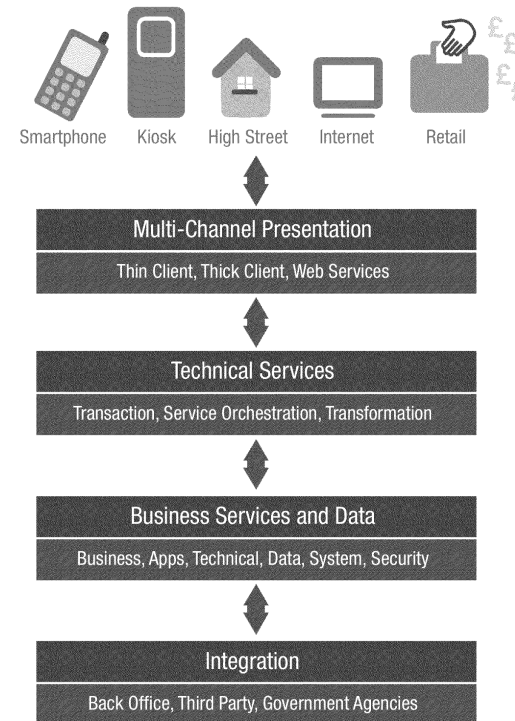 £
£
£
£
Smartphone Kiosk High Street Internet Retail
Multi-Channel Presentation
Thin Client, Thick Client, Web Services
Technical Services
Transaction, Service Orchestration, Transformation
Business Services and Data
Business, Apps, Technical, Data, System, Security
Integration
Back Office, Third Party, Government Agencies